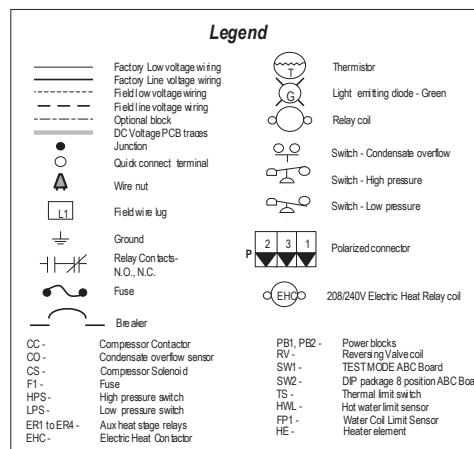 Legend
Factory Low voltage wiring
Factory Line voltage wiring
Field low voltage wiring
Field line voltage wiring
Optional block
DC Voltage PCB traces
Junction
Quick connect terminal
Wire nut
L1 Field wire lug
Ground
Relay Contacts-
N.O., N.C.
Fuse
Breaker
T Thermistor
G Light emitting diode - Green
Relay coil
Switch - Condensate overflow
Switch - High pressure
Switch - Low pressure
P 2 3 1 Polarized connector
EHC 208/240V Electric Heat Relay coil
CC - Compressor Contactor
CO - Condensate overflow sensor
CS - Compressor Solenoid
F1 - Fuse
HPS - High pressure switch
LPS - Low pressure switch
ER1 to ER4 - Aux heat stage relays
EHC - Electric Heat Contactor
PB1, PB2 - Power blocks
RV - Reversing Valve coil
SW1 - TEST MODE ABC Board
SW2 - DIP package 8 position ABC Boa
TS - Thermal limit switch
HWL - Hot water limit sensor
FP1 - Water Coil Limit Sensor
HE - Heater element